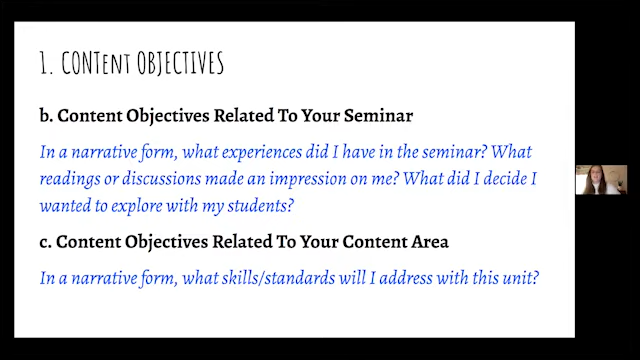 1. CONTENT OBJECTIVES
b. Content Objectives Related To Your Seminar
In a narrative form, what experiences did I have in the seminar? What
readings or discussions made an impression on me? What did I decide I
wanted to explore with my students?
c. Content Objectives Related To Your Content Area
In a narrative form, what skills/standards will I address with this unit?